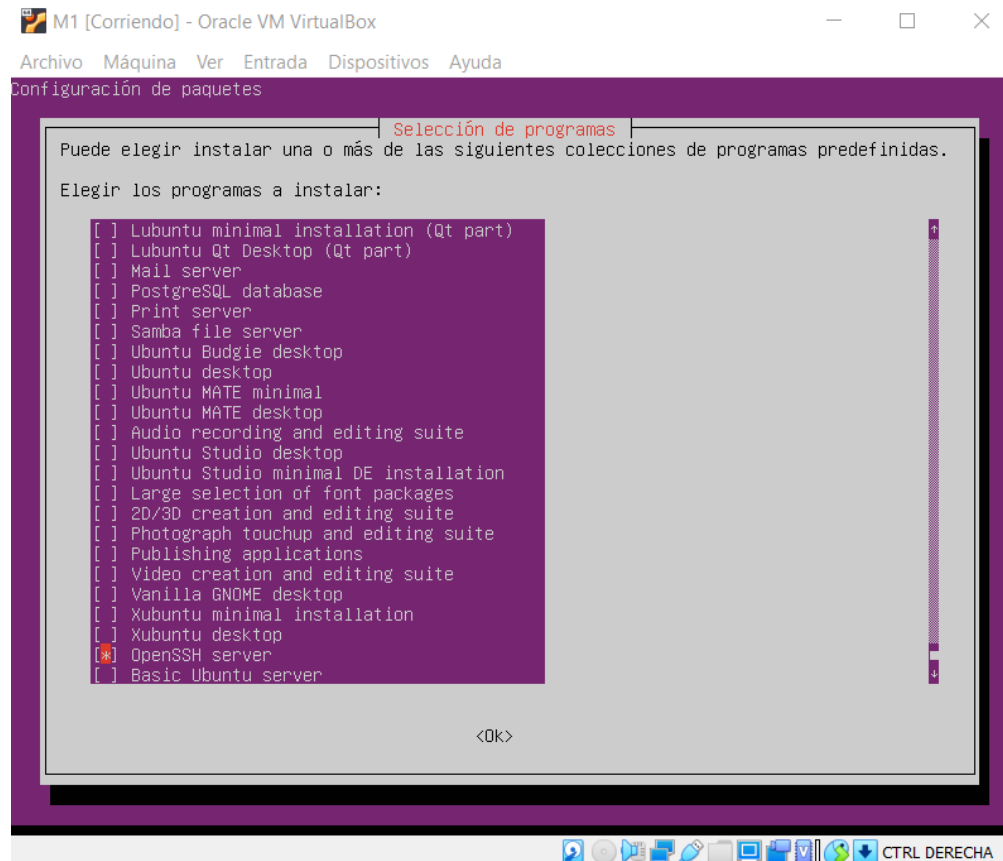 M1 [Corriendo] - Oracle VM VirtualBox
Archivo Máquina Ver Entrada Dispositivos Ayuda
Configuración de paquetes
Selección de programas
Puede elegir instalar una o más de las siguientes colecciones de programas predefinidas.
Elegir los programas a instalar:
[ ] Lubuntu minimal installation (Qt part)
[ ] Lubuntu Qt Desktop (Qt part)
[ ] Mail server
[ ] PostgreSQL database
[ ] Print server
[ ] Samba file server
[ ] Ubuntu Budgie desktop
[ ] Ubuntu desktop
[ ] Ubuntu MATE minimal
[ ] Ubuntu MATE desktop
[ ] Audio recording and editing suite
[ ] Ubuntu Studio desktop
[ ] Ubuntu Studio minimal DE installation
[ ] Large selection of font packages
[ ] 2D/3D creation and editing suite
[ ] Photograph touchup and editing suite
[ ] Publishing applications
[ ] Video creation and editing suite
[ ] Vanilla GNOME desktop
[ ] Xubuntu minimal installation
[ ] Xubuntu desktop
[*] OpenSSH server
[ ] Basic Ubuntu server
<Ok>
CTRL DERECHA